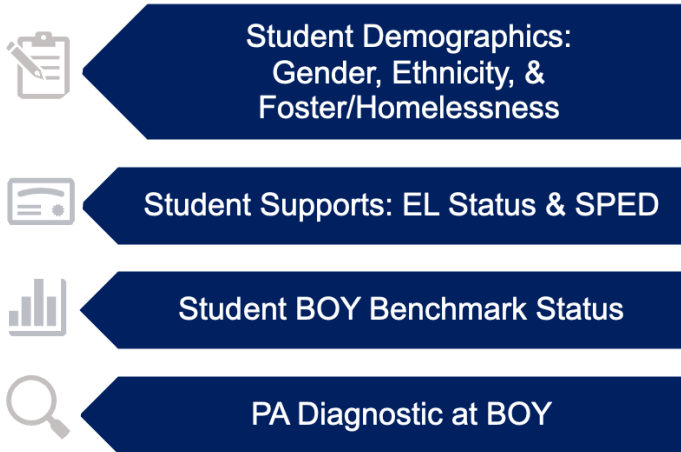 Student Demographics:
Gender, Ethnicity, &
Foster/Homelessness
Student Supports: EL Status & SPED
Student BOY Benchmark Status
PA Diagnostic at BOY